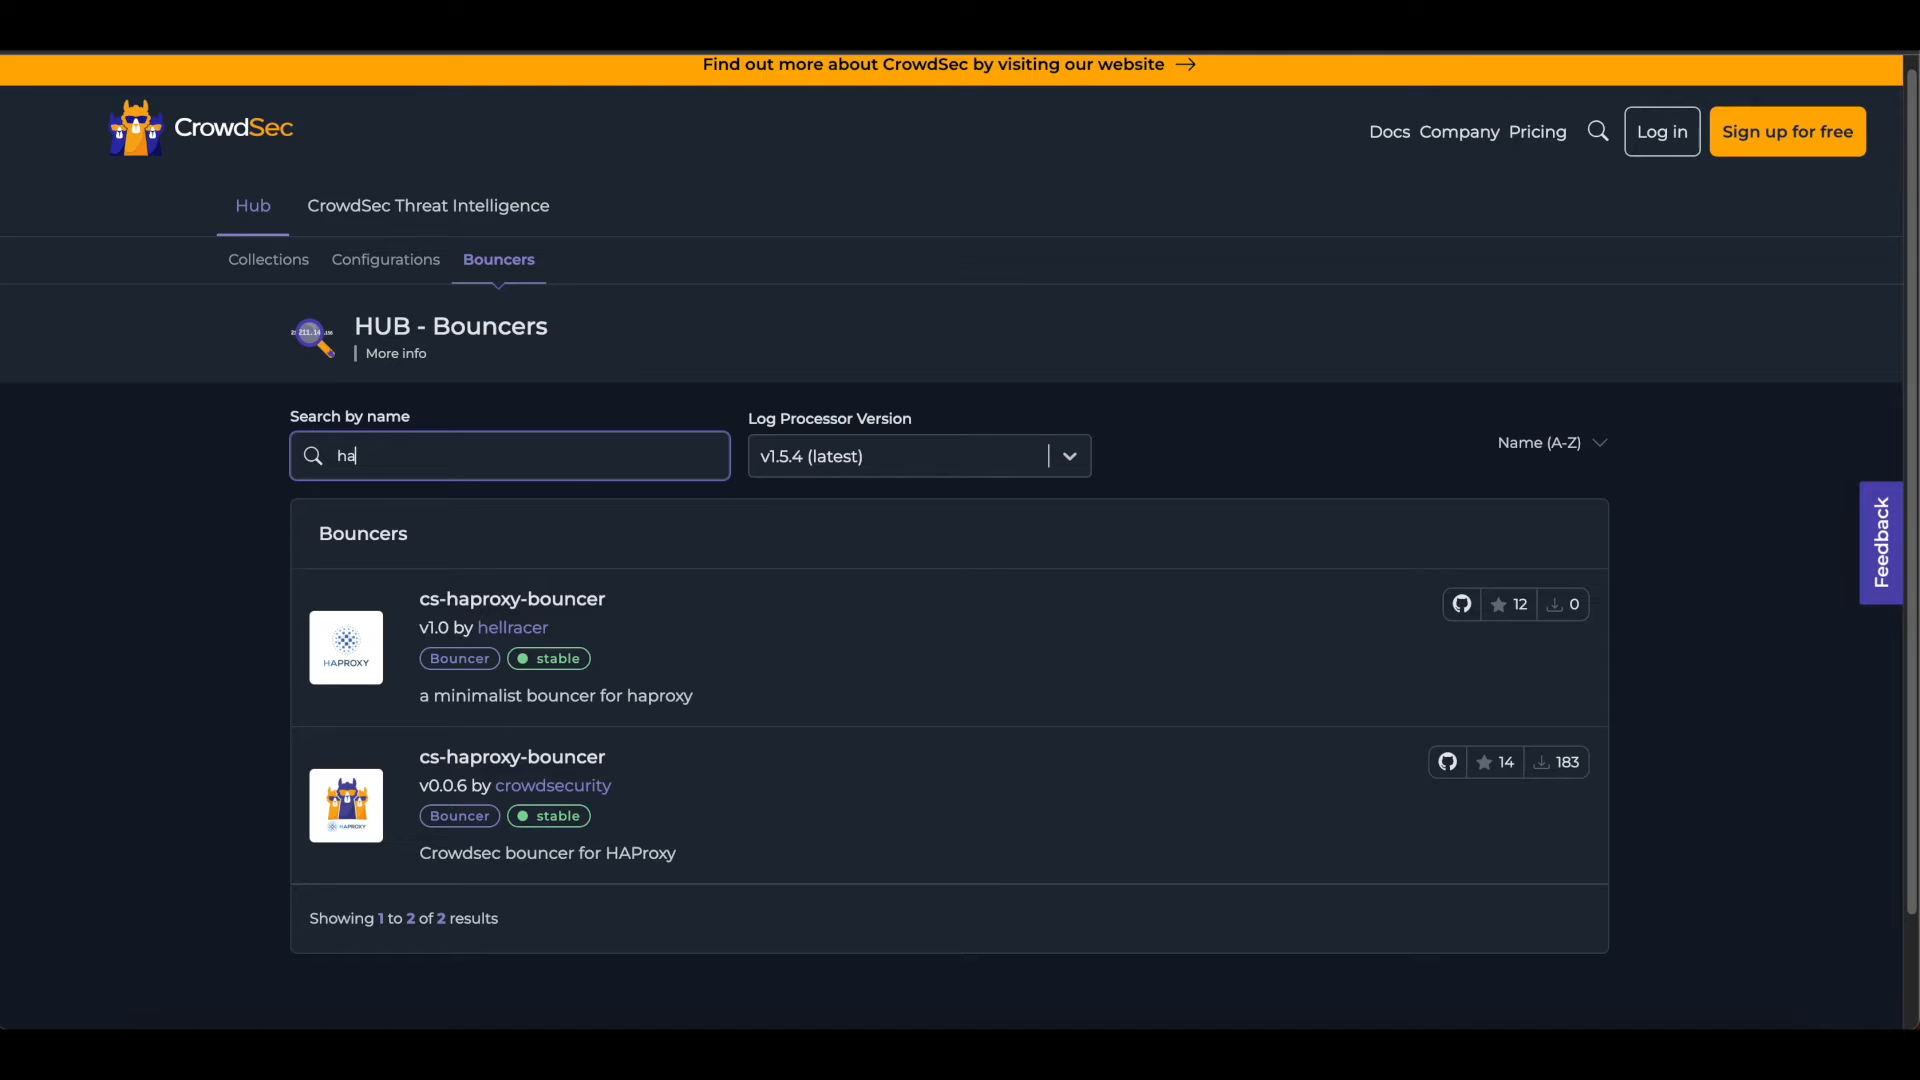 Find out more about CrowdSec by visiting our website →
CrowdSec
Docs Company Pricing Log in Sign up for free
Hub CrowdSec Threat Intelligence
Collections Configurations Bouncers
HUB - Bouncers
More info
Search by name
Log Processor Version
ha
v1.5.4 (latest)
Name (A-Z)
Feedback
Bouncers
cs-haproxy-bouncer
v1.0 by hellracer
Bouncer stable
a minimalist bouncer for haproxy
HAPROXY
12 0
cs-haproxy-bouncer
v0.0.6 by crowdsecurity
Bouncer stable
Crowdsec bouncer for HAProxy
HAPROXY
14 183
Showing 1 to 2 of 2 results